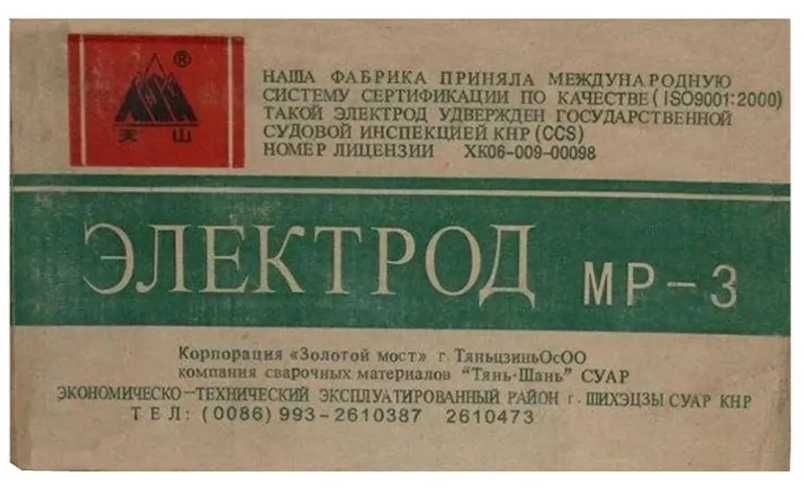 ®
天山
НАША ФАБРИКА ПРИНЯЛА МЕЖДУНАРОДНУЮ
СИСТЕМУ СЕРТИФИКАЦИИ ПО КАЧЕСТВЕ (ISO9001:2000)
ТАКОЙ ЭЛЕКТРОД УДВЕРЖДЕН ГОСУДАРСТВЕННОЙ
СУДОВОЙ ИНСПЕКЦИЕЙ КНР (CCS)
НОМЕР ЛИЦЕНЗИИ ХК06-009-00098
ЭЛЕКТРОД МР-3
Корпорация «Золотой мост» г.ТяньцзиньОсОО
компания сварочных материалов "Тянь-Шань" СУАР
ЭКОНОМИЧЕСКО-ТЕХНИЧЕСКИЙ ЭКСПЛУАТИРОВАННЫЙ РАЙОН г.ШИХЭЦЗЫ СУАР КНР
ТЕЛ: (0086) 993-2610387 2610473